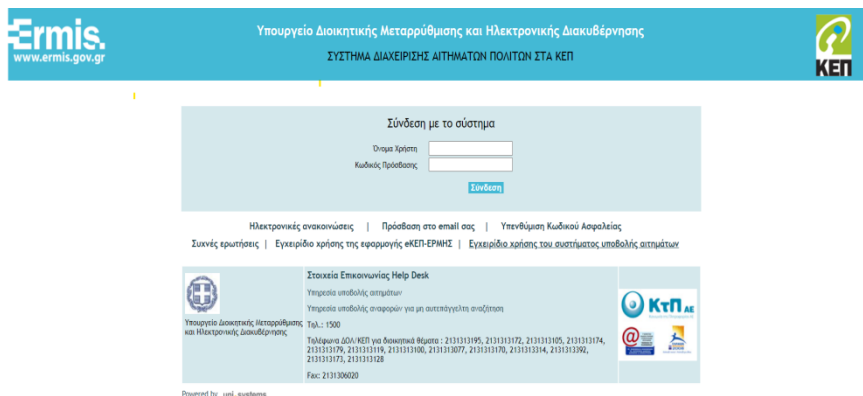 Ermis.
www.ermis.gov.gr
Υπουργείο Διοικητικής Μεταρρύθμισης και Ηλεκτρονικής Διακυβέρνησης
ΣΥΣΤΗΜΑ ΔΙΑΧΕΙΡΙΣΗΣ ΑΙΤΗΜΑΤΩΝ ΠΟΛΙΤΩΝ ΣΤΑ ΚΕΠ
ΚΕΠ
Σύνδεση με το σύστημα
Όνομα Χρήστη
Κωδικός Πρόσβασης
Σύνδεση
Ηλεκτρονικές ανακοινώσεις | Πρόσβαση στο email σας | Υπενθύμιση Κωδικού Ασφαλείας
Συχνές ερωτήσεις | Εγχειρίδιο χρήσης της εφαρμογής eΚΕΠ-ΕΡΜΗΣ | Εγχειρίδιο χρήσης του συστήματος υποβολής αιτημάτων
Υπουργείο Διοικητικής Μεταρρύθμισης
και Ηλεκτρονικής Διακυβέρνησης
Στοιχεία Επικοινωνίας Help Desk
Υπηρεσία υποβολής αιτημάτων
Υπηρεσία υποβολής αναφορών για μη αυτεπάγγελτη αναζήτηση
Τηλ.: 1500
Τηλέφωνα ΔΟΛ/ΚΕΠ για διοικητικά θέματα : 2131313195, 2131313172, 2131313105, 2131313174,
2131313179, 2131313119, 2131313100, 2131313077, 2131313170, 2131313314, 2131313392,
2131313173, 2131313128
Fax: 2131306020
ΚτΠ ΑΕ
Powered by uni systems